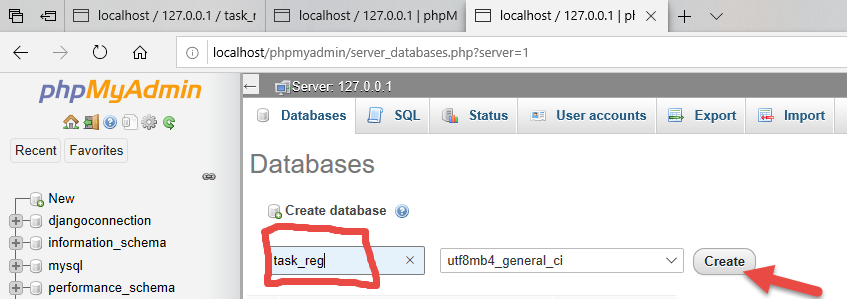 localhost / 127.0.0.1 / task_r
localhost / 127.0.0.1 | phpM
localhost / 127.0.0.1 | ph
localhost/phpmyadmin/server_databases.php?server=1
phpMyAdmin
Server: 127.0.0.1
Databases
SQL
Status
User accounts
Export
Import
Recent
Favorites
Databases
New
djangoconnection
Create database
information_schema
task_reg
utf8mb4_general_ci
Create
mysql
performance_schema